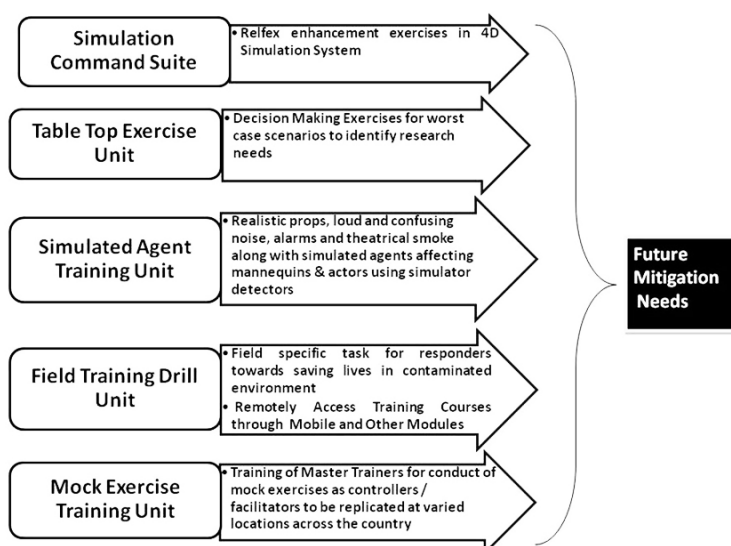 Simulation
Command Suite
• Relfex enhancement exercises in 4D
Simulation System
Table Top Exercise
Unit
• Decision Making Exercises for worst
case scenarios to identify research
needs
Simulated Agent
Training Unit
• Realistic props, loud and confusing
noise, alarms and theatrical smoke
along with simulated agents affecting
mannequins & actors using simulator
detectors
Field Training Drill
Unit
• Field specific task for responders
towards saving lives in contaminated
environment
• Remotely Access Training Courses
through Mobile and Other Modules
Mock Exercise
Training Unit
• Training of Master Trainers for conduct of
mock exercises as controllers /
facilitators to be replicated at varied
locations across the country
Future
Mitigation
Needs